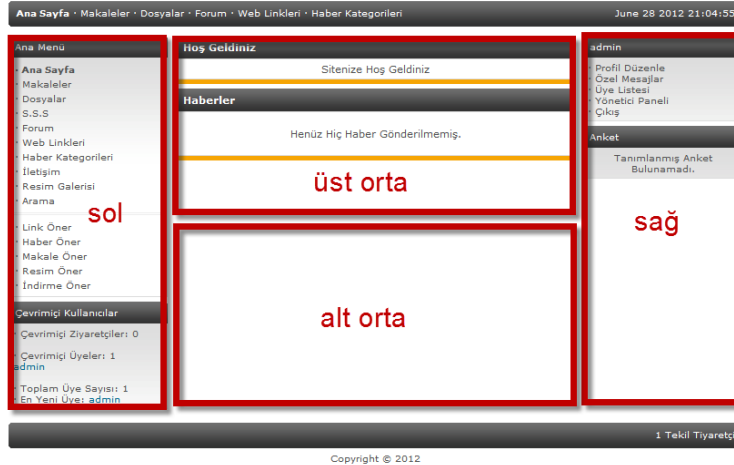 Ana Sayfa · Makaleler · Dosyalar · Forum · Web Linkleri · Haber Kategorileri
June 28 2012 21:04:55
Ana Menü
· Ana Sayfa
· Makaleler
· Dosyalar
· S.S.S
· Forum
· Web Linkleri
· Haber Kategorileri
· İletişim
· Resim Galerisi
· Arama
· Link Öner
· Haber Öner
· Makale Öner
· Resim Öner
· İndirme Öner
sol
Çevrimiçi Kullanıcılar
· Çevrimiçi Ziyaretçiler: 0
· Çevrimiçi Üyeler: 1
admin
· Toplam Üye Sayısı: 1
· En Yeni Üye: admin
Hoş Geldiniz
Sitenize Hoş Geldiniz
Haberler
Henüz Hiç Haber Gönderilmemiş.
üst orta
alt orta
admin
· Profil Düzenle
· Özel Mesajlar
· Üye Listesi
· Yönetici Paneli
· Çıkış
Anket
Tanımlanmış Anket
Bulunamadı.
sağ
1 Tekil Tiyaretçi
Copyright © 2012